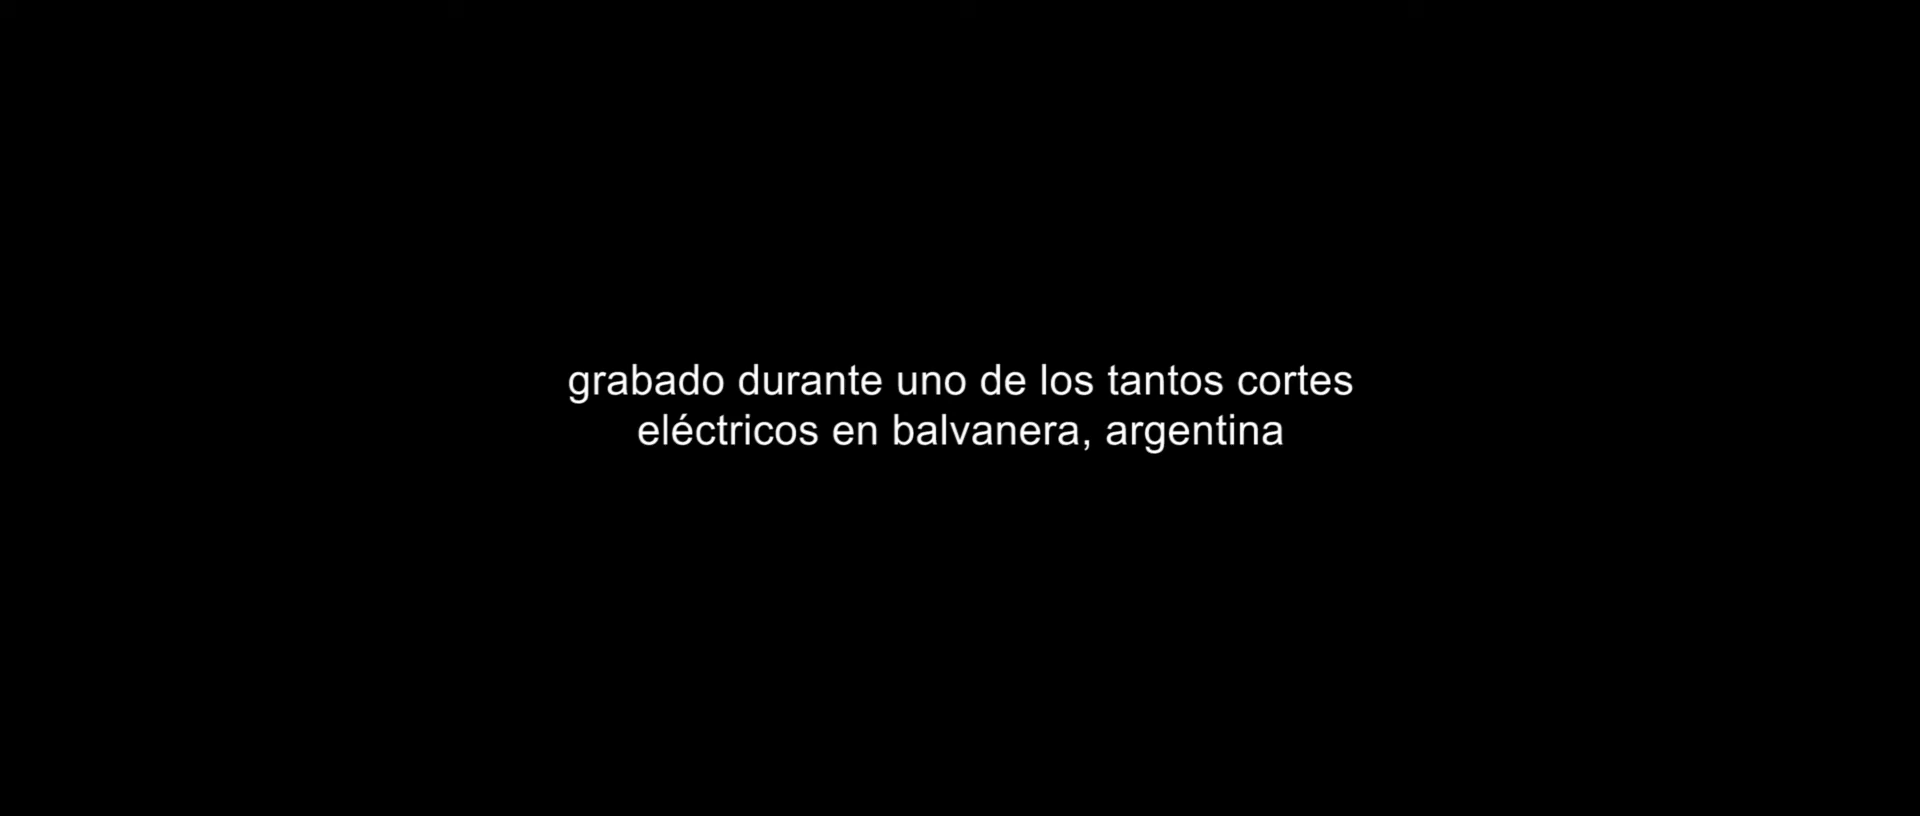 grabado durante uno de los tantos cortes
eléctricos en balvanera, argentina